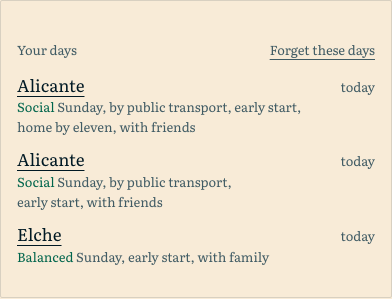 Your days Forget these days
Alicante today
Social Sunday, by public transport, early start,
home by eleven, with friends
Alicante today
Social Sunday, by public transport,
early start, with friends
Elche today
Balanced Sunday, early start, with family